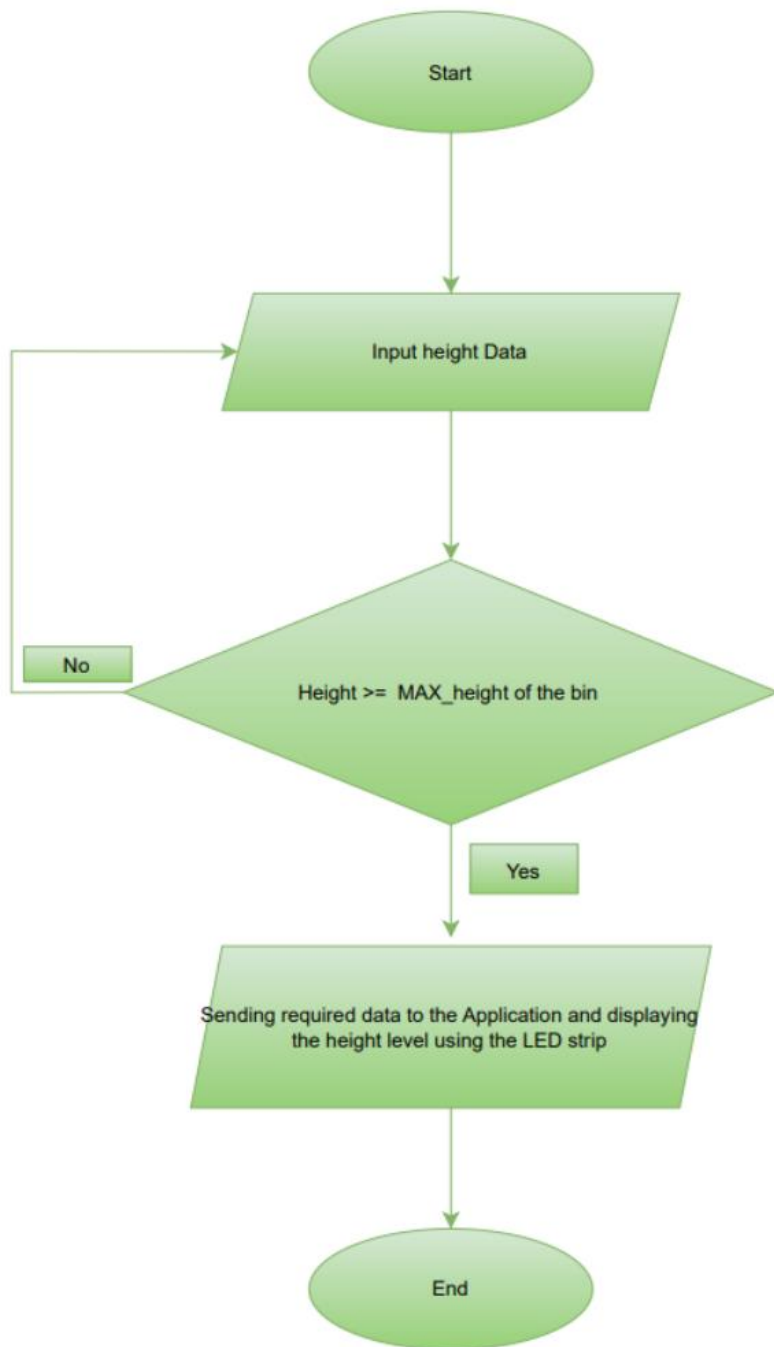 Start
Input height Data
No
Height >=  MAX_height of the bin
Yes
Sending required data to the Application and displaying
the height level using the LED strip
End